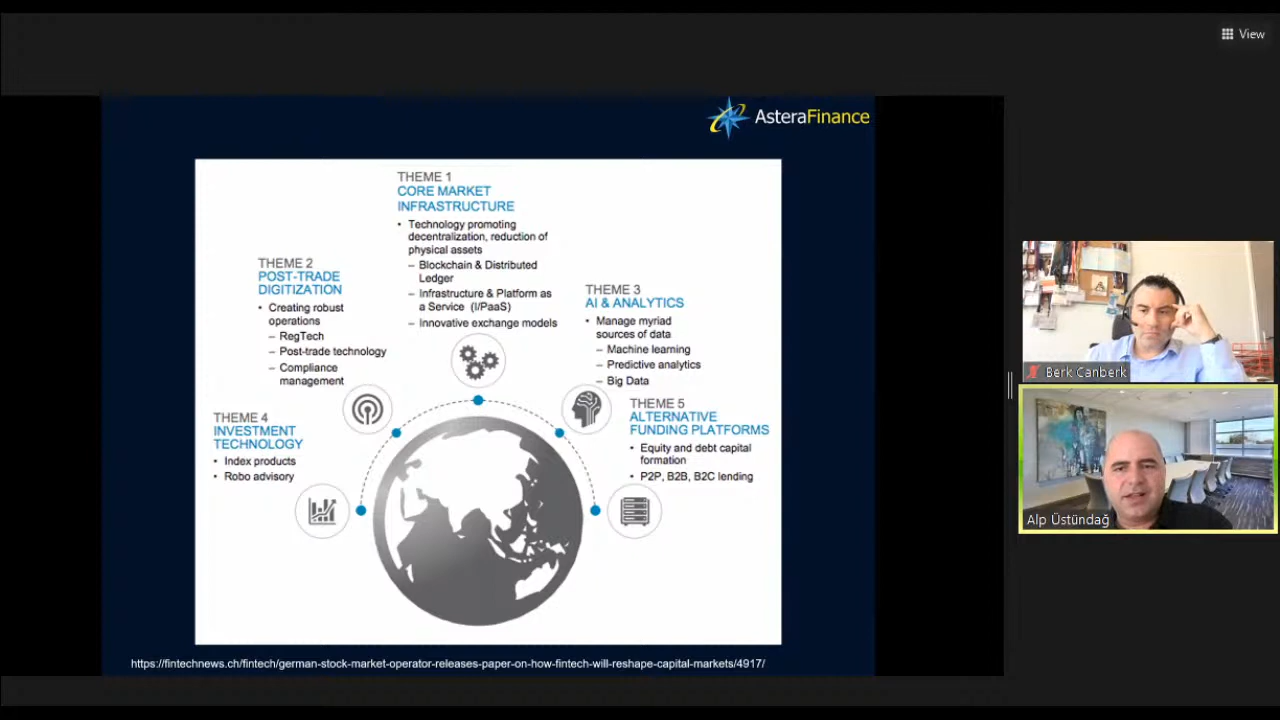 View
AsteraFinance
THEME 1
CORE MARKET
INFRASTRUCTURE
• Technology promoting
decentralization, reduction of
physical assets
– Blockchain & Distributed
Ledger
– Infrastructure & Platform as
a Service (I/PaaS)
– Innovative exchange models
THEME 2
POST-TRADE
DIGITIZATION
• Creating robust
operations
– RegTech
– Post-trade technology
– Compliance
management
THEME 3
AI & ANALYTICS
• Manage myriad
sources of data
– Machine learning
– Predictive analytics
– Big Data
THEME 4
INVESTMENT
TECHNOLOGY
• Index products
• Robo advisory
THEME 5
ALTERNATIVE
FUNDING PLATFORMS
• Equity and debt capital
formation
• P2P, B2B, B2C lending
https://fintechnews.ch/fintech/german-stock-market-operator-releases-paper-on-how-fintech-will-reshape-capital-markets/4917/
Berk Canberk
Alp Üstündağ